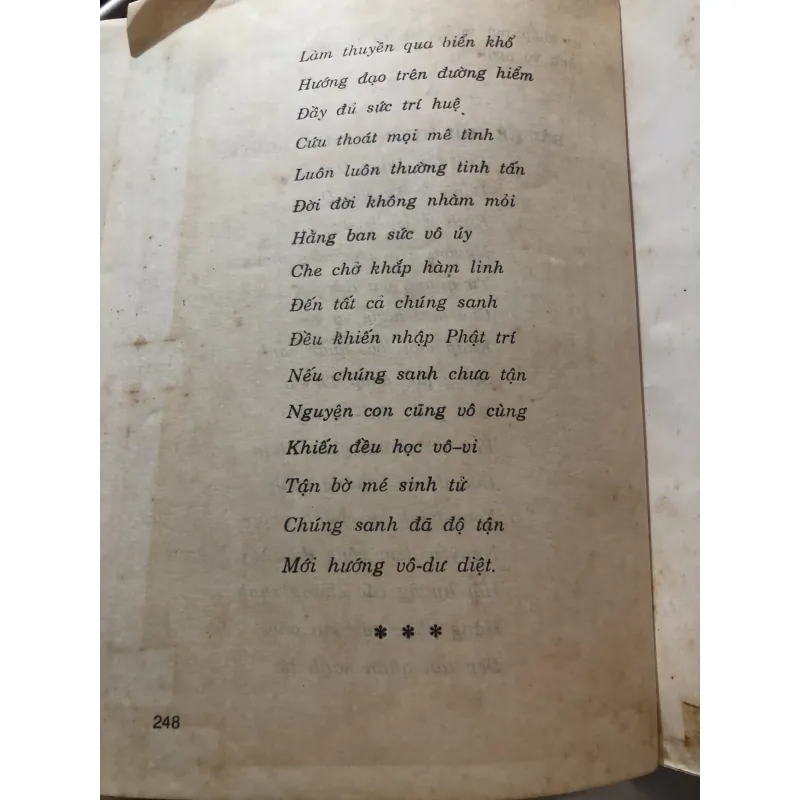 Làm thuyền qua biển khổ
Hướng đạo trên đường hiểm
Đầy đủ sức trí huệ
Cứu thoát mọi mê tình
Luôn luôn thường tinh tấn
Đời đời không nhàm mỏi
Hằng ban sức vô úy
Che chở khắp hàm linh
Đến tất cả chúng sanh
Đều khiến nhập Phật trí
Nếu chúng sanh chưa tận
Nguyện con cũng vô cùng
Khiến đều học vô-vi
Tận bờ mé sinh tử
Chúng sanh đã độ tận
Mới hướng vô-dư diệt.
* * *
248